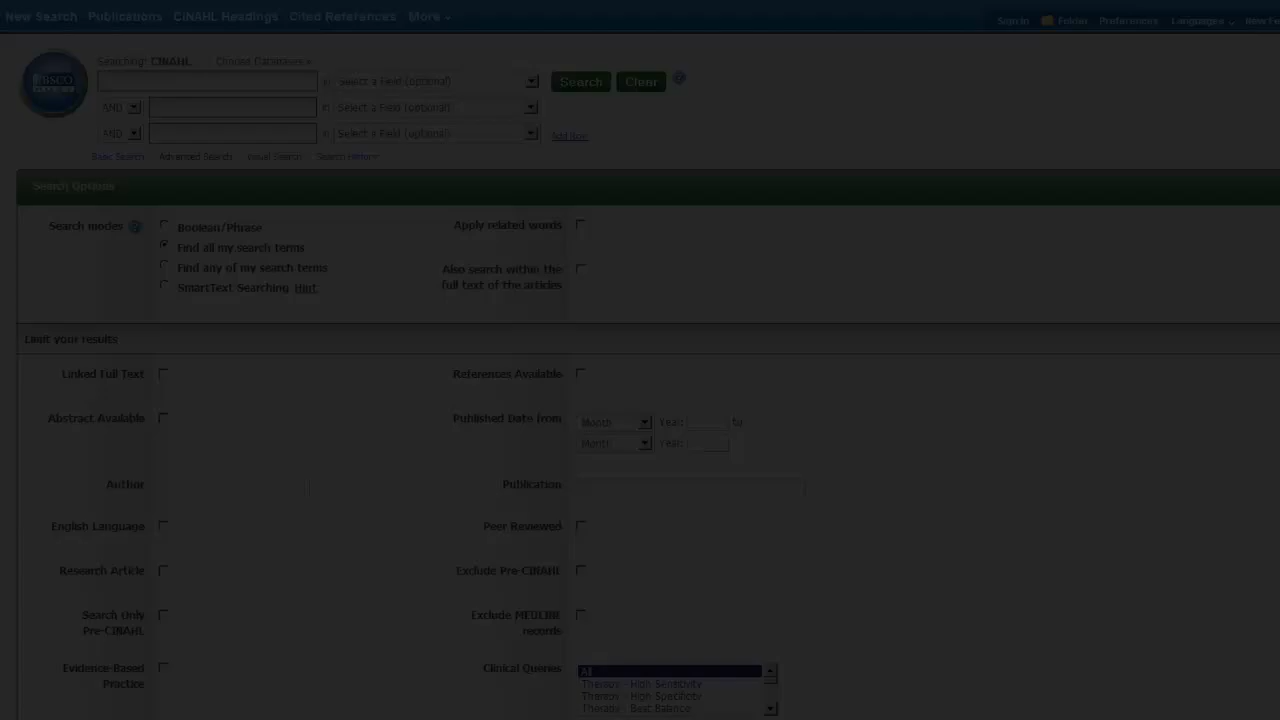 New Search Publications CINAHL Headings Cited References More
Sign In Folder Preferences Languages
Searching: CINAHL Choose Databases
in Select a Field (optional) Search Clear
AND in Select a Field (optional)
AND in Select a Field (optional) Add Row
Basic Search Advanced Search Visual Search Search History
Search Options
Search modes Boolean/Phrase Apply related words
Find all my search terms
Find any of my search terms Also search within the
SmartText Searching Hint full text of the articles
Limit your results
Linked Full Text References Available
Abstract Available Published Date from Month Year: to
Month Year:
Author Publication
English Language Peer Reviewed
Research Article Exclude Pre-CINAHL
Search Only Exclude MEDLINE
Pre-CINAHL records
Evidence-Based Clinical Queries All
Practice Therapy - High Sensitivity
Therapy - High Specificity
Therapy - Best Balance